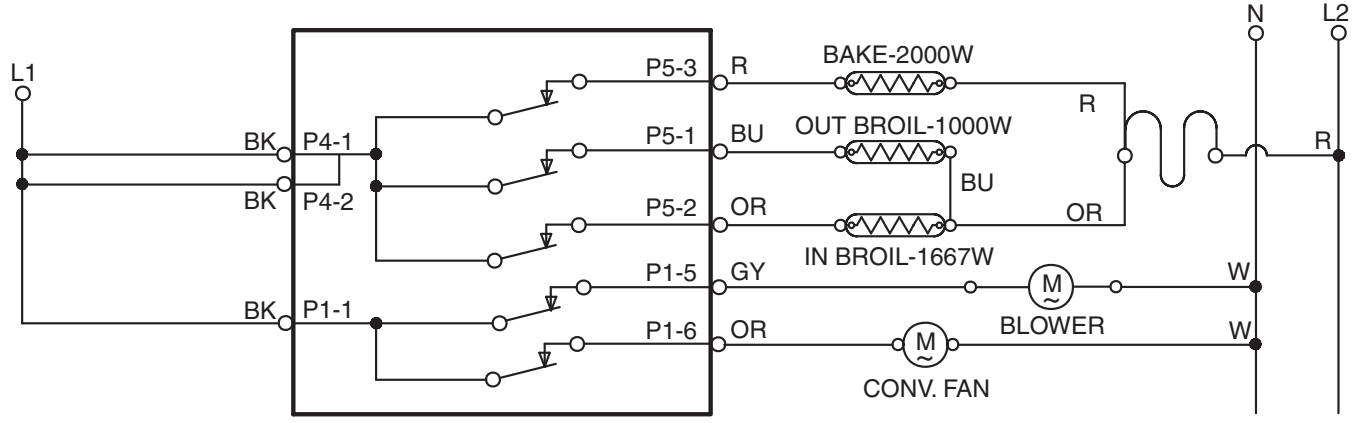 N L2
L1
P5-3 R BAKE-2000W
R
BK P4-1 P5-1 BU OUT BROIL-1000W
R
BK P4-2 BU
P5-2 OR OR
IN BROIL-1667W
P1-5 GY M ~ W
BK P1-1 BLOWER
P1-6 OR M ~ W
CONV. FAN